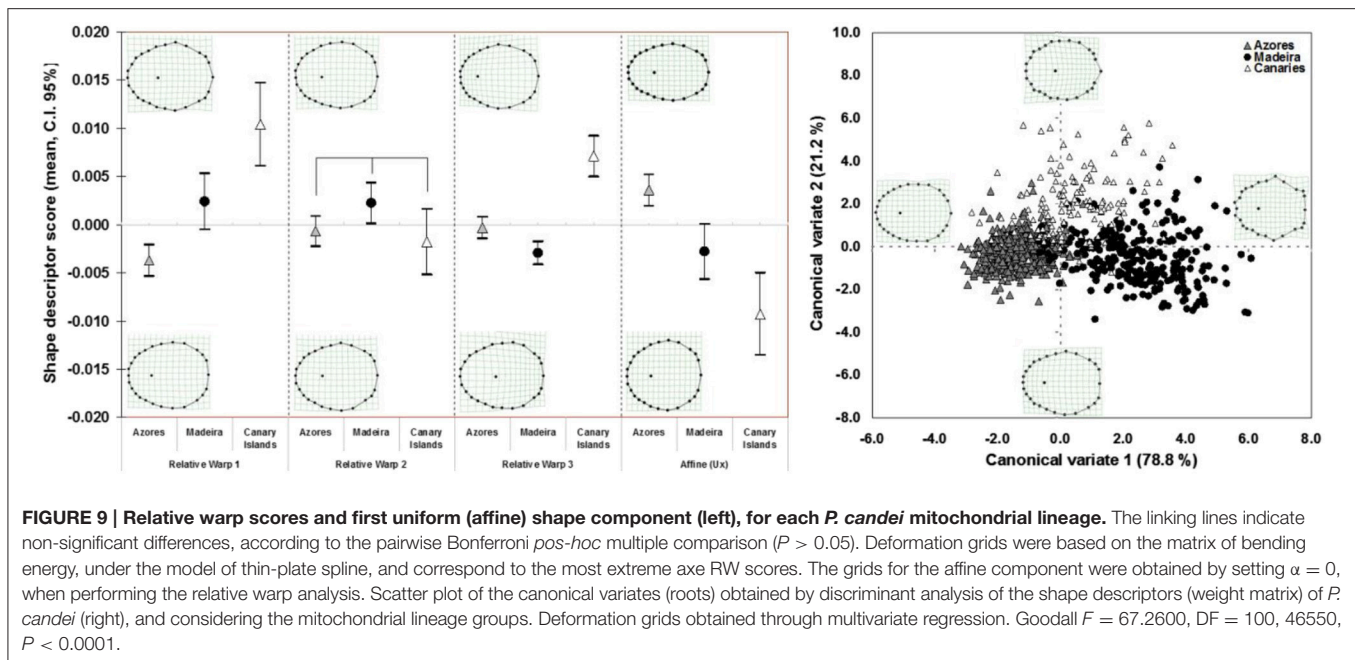 Shape descriptor score (mean, C.I. 95%)
0.020
0.015
0.010
0.005
0.000
-0.005
-0.010
-0.015
-0.020
Azores Madeira Canary Islands Azores Madeira Canary Islands Azores Madeira Canary Islands Azores Madeira Canary Islands
Relative Warp 1 Relative Warp 2 Relative Warp 3 Affine (Ux)
Canonical variate 2 (21.2 %)
10.0
8.0
6.0
4.0
2.0
0.0
-2.0
-4.0
-6.0
-8.0
Azores
Madeira
Canaries
-6.0 -4.0 -2.0 0.0 2.0 4.0 6.0 8.0
Canonical variate 1 (78.8 %)
FIGURE 9 | Relative warp scores and first uniform (affine) shape component (left), for each P. candei mitochondrial lineage. The linking lines indicate
non-significant differences, according to the pairwise Bonferroni pos-hoc multiple comparison (P > 0.05). Deformation grids were based on the matrix of bending
energy, under the model of thin-plate spline, and correspond to the most extreme axe RW scores. The grids for the affine component were obtained by setting α = 0,
when performing the relative warp analysis. Scatter plot of the canonical variates (roots) obtained by discriminant analysis of the shape descriptors (weight matrix) of P.
candei (right), and considering the mitochondrial lineage groups. Deformation grids obtained through multivariate regression. Goodall F = 67.2600, DF = 100, 46550,
P < 0.0001.